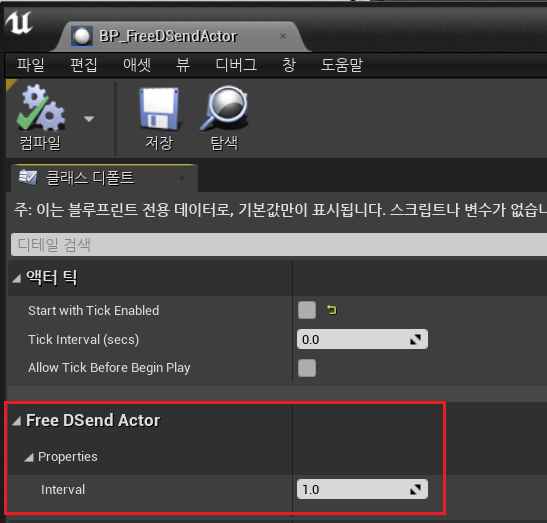 BP_FreeDSendActor
파일 편집 애셋 뷰 디버그 창 도움말
컴파일 저장 탐색
클래스 디폴트
주: 이는 블루프린트 전용 데이터로, 기본값만이 표시됩니다. 스크립트나 변수가 없습니
디테일 검색
액터 틱
Start with Tick Enabled
Tick Interval (secs) 0.0
Allow Tick Before Begin Play
Free DSend Actor
Properties
Interval 1.0